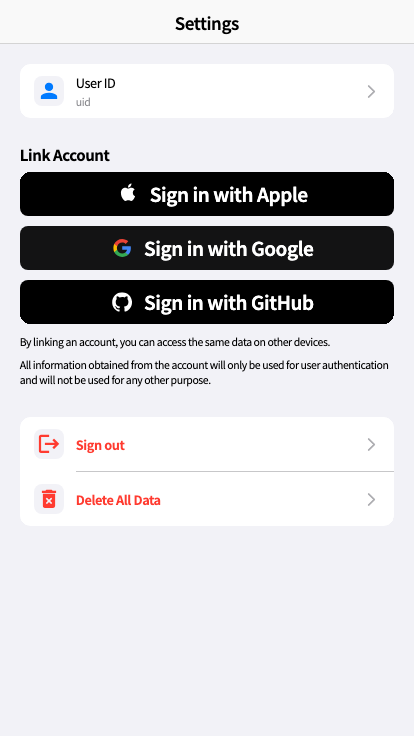 Settings
User ID
uid
Link Account
Sign in with Apple
Sign in with Google
Sign in with GitHub
By linking an account, you can access the same data on other devices.
All information obtained from the account will only be used for user authentication
and will not be used for any other purpose.
Sign out
Delete All Data